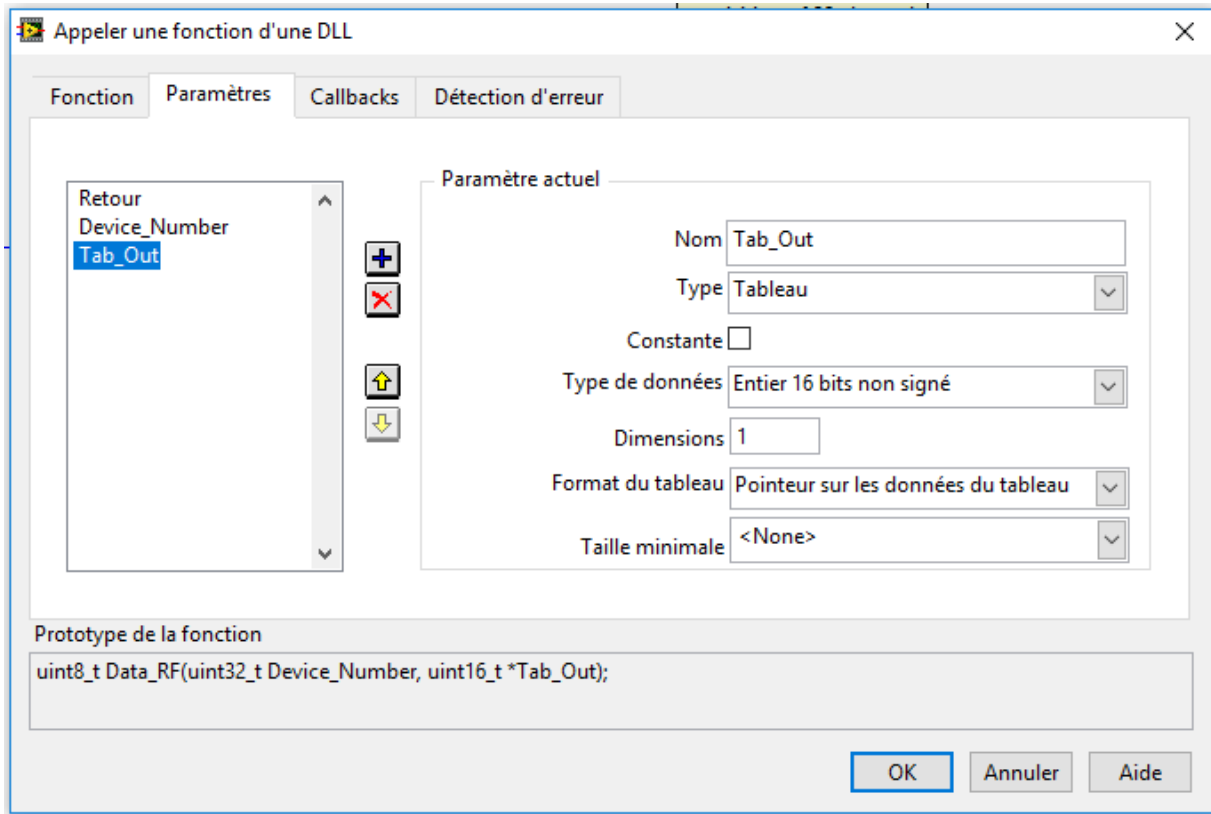 Appeler une fonction d'une DLL
Fonction Paramètres Callbacks Détection d'erreur
Paramètre actuel
Retour
Device_Number
Tab_Out
Nom Tab_Out
Type Tableau
Constante
Type de données Entier 16 bits non signé
Dimensions 1
Format du tableau Pointeur sur les données du tableau
Taille minimale <None>
Prototype de la fonction
uint8_t Data_RF(uint32_t Device_Number, uint16_t *Tab_Out);
OK Annuler Aide